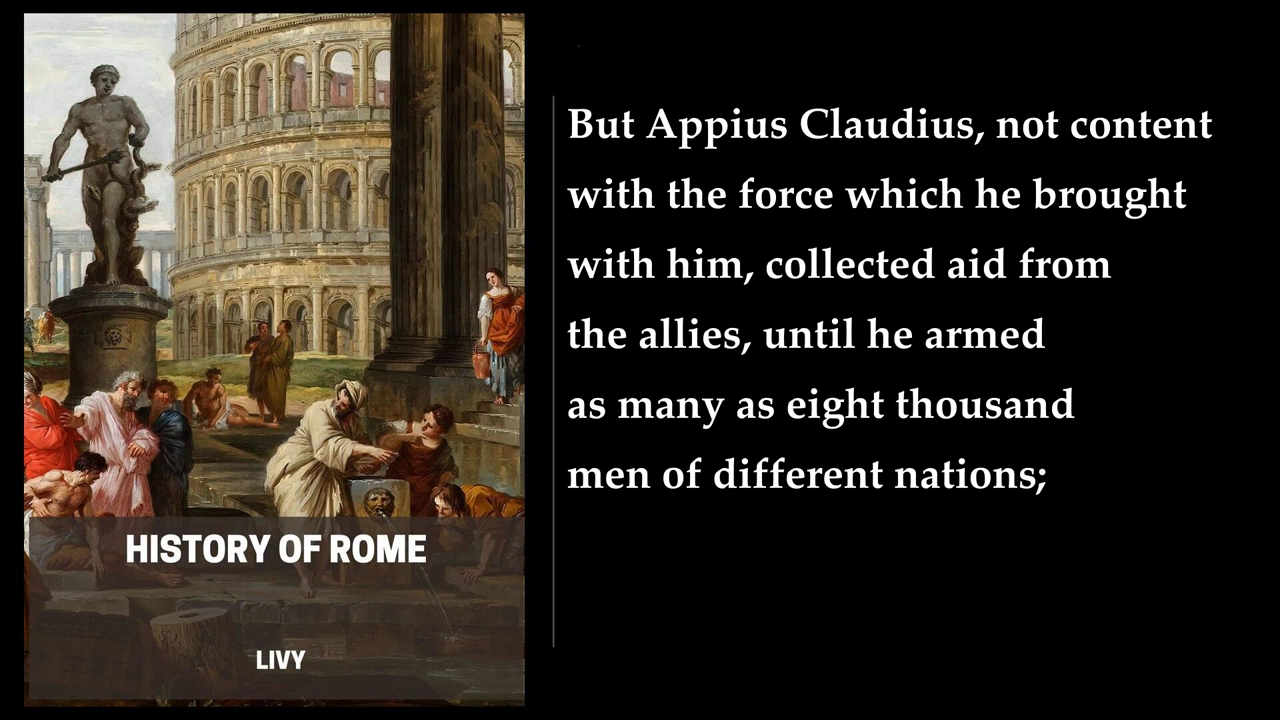 HISTORY OF ROME
LIVY
But Appius Claudius, not content
with the force which he brought
with him, collected aid from
the allies, until he armed
as many as eight thousand
men of different nations;